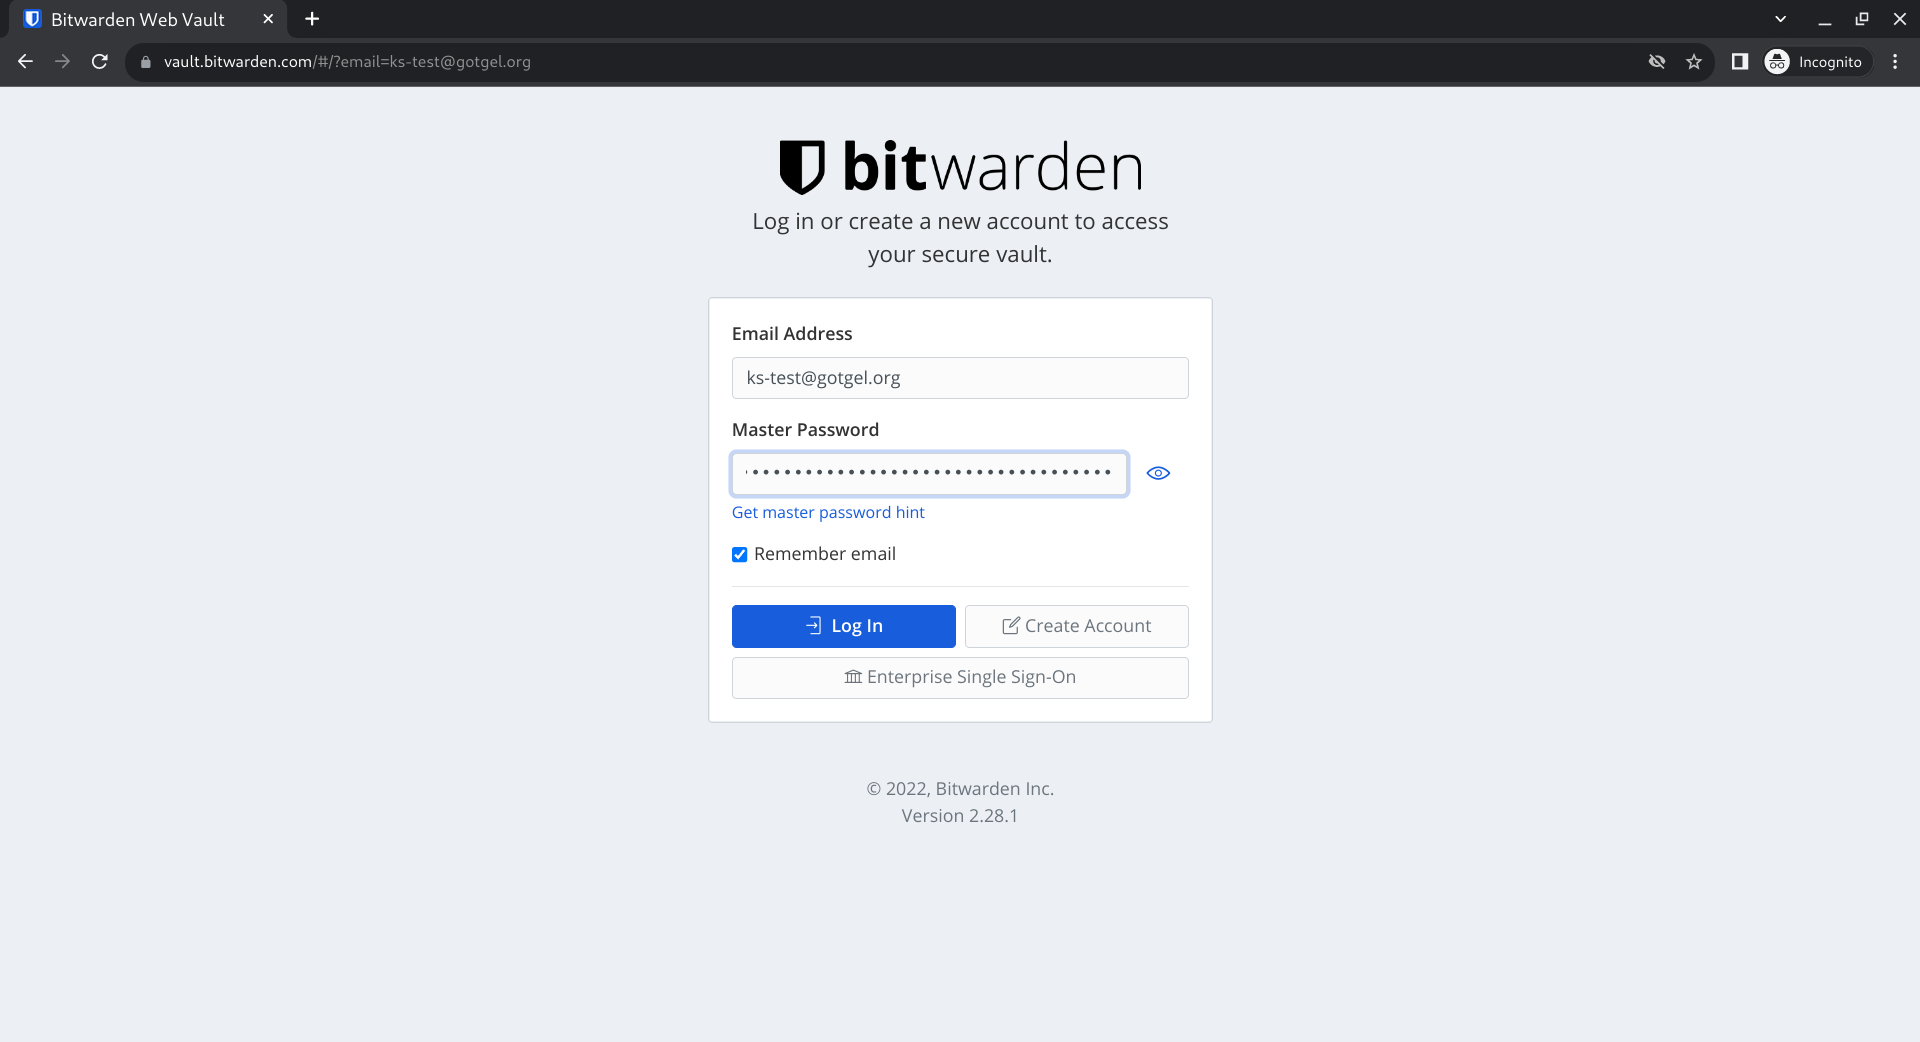 Bitwarden Web Vault
vault.bitwarden.com/#/?email=ks-test@gotgel.org
Incognito
bitwarden
Log in or create a new account to access
your secure vault.
Email Address
ks-test@gotgel.org
Master Password
Get master password hint
Remember email
Log In
Create Account
Enterprise Single Sign-On
© 2022, Bitwarden Inc.
Version 2.28.1